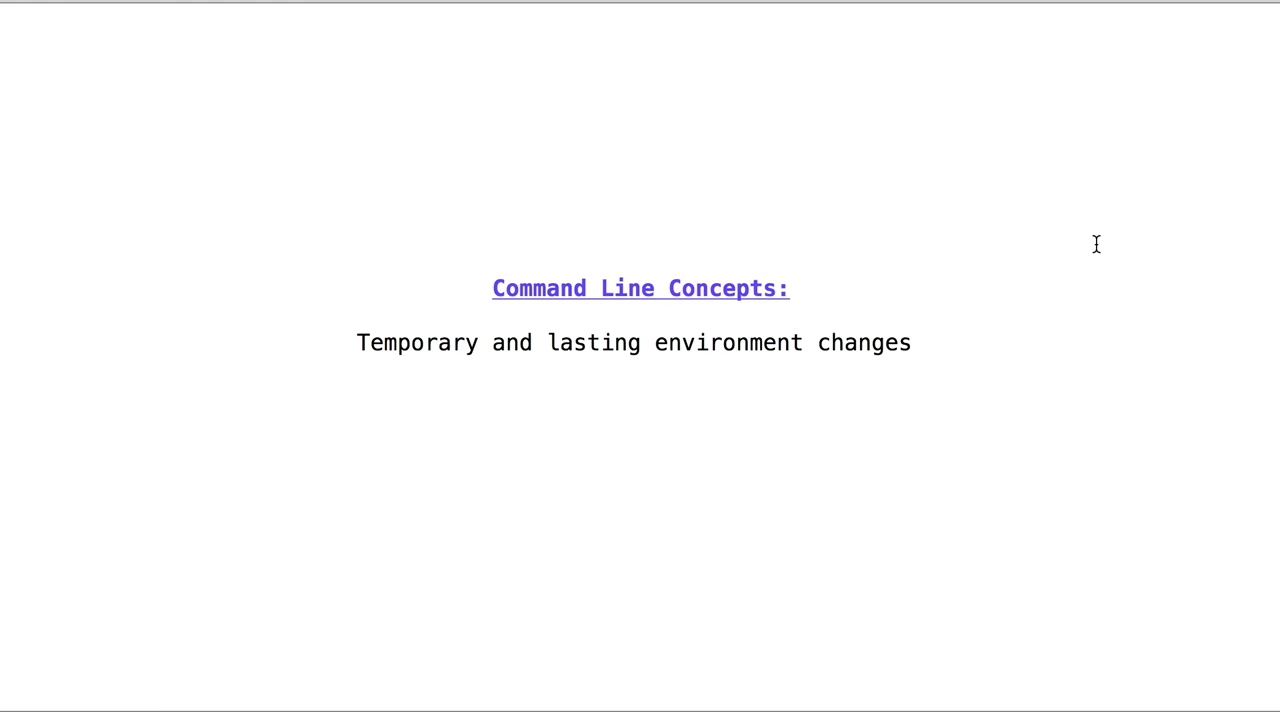 Command Line Concepts:
Temporary and lasting environment changes